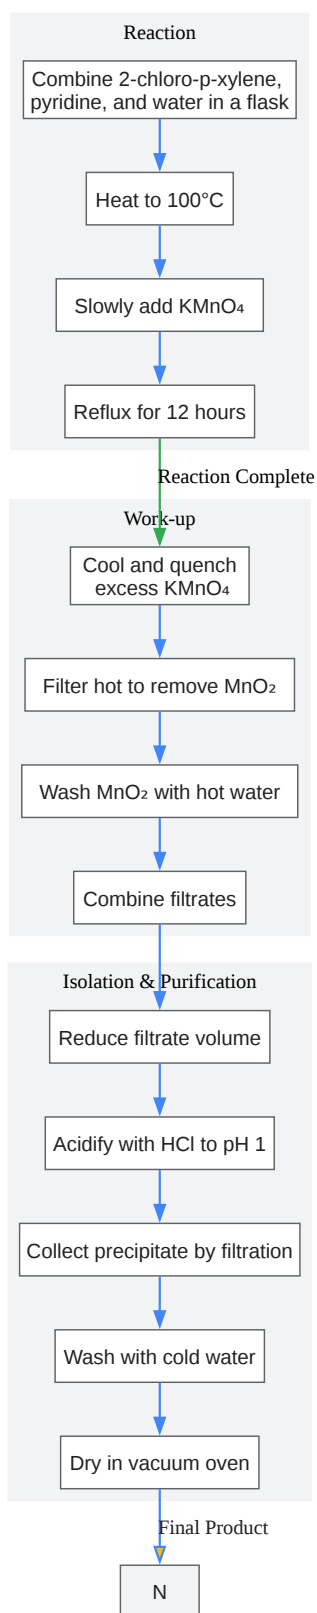 Reaction
Combine 2-chloro-p-xylene,
pyridine, and water in a flask
Heat to 100°C
Slowly add KMnO₄
Reflux for 12 hours
Reaction Complete
Work-up
Cool and quench
excess KMnO₄
Filter hot to remove MnO₂
Wash MnO₂ with hot water
Combine filtrates
Isolation & Purification
Reduce filtrate volume
Acidify with HCl to pH 1
Collect precipitate by filtration
Wash with cold water
Dry in vacuum oven
Final Product
N